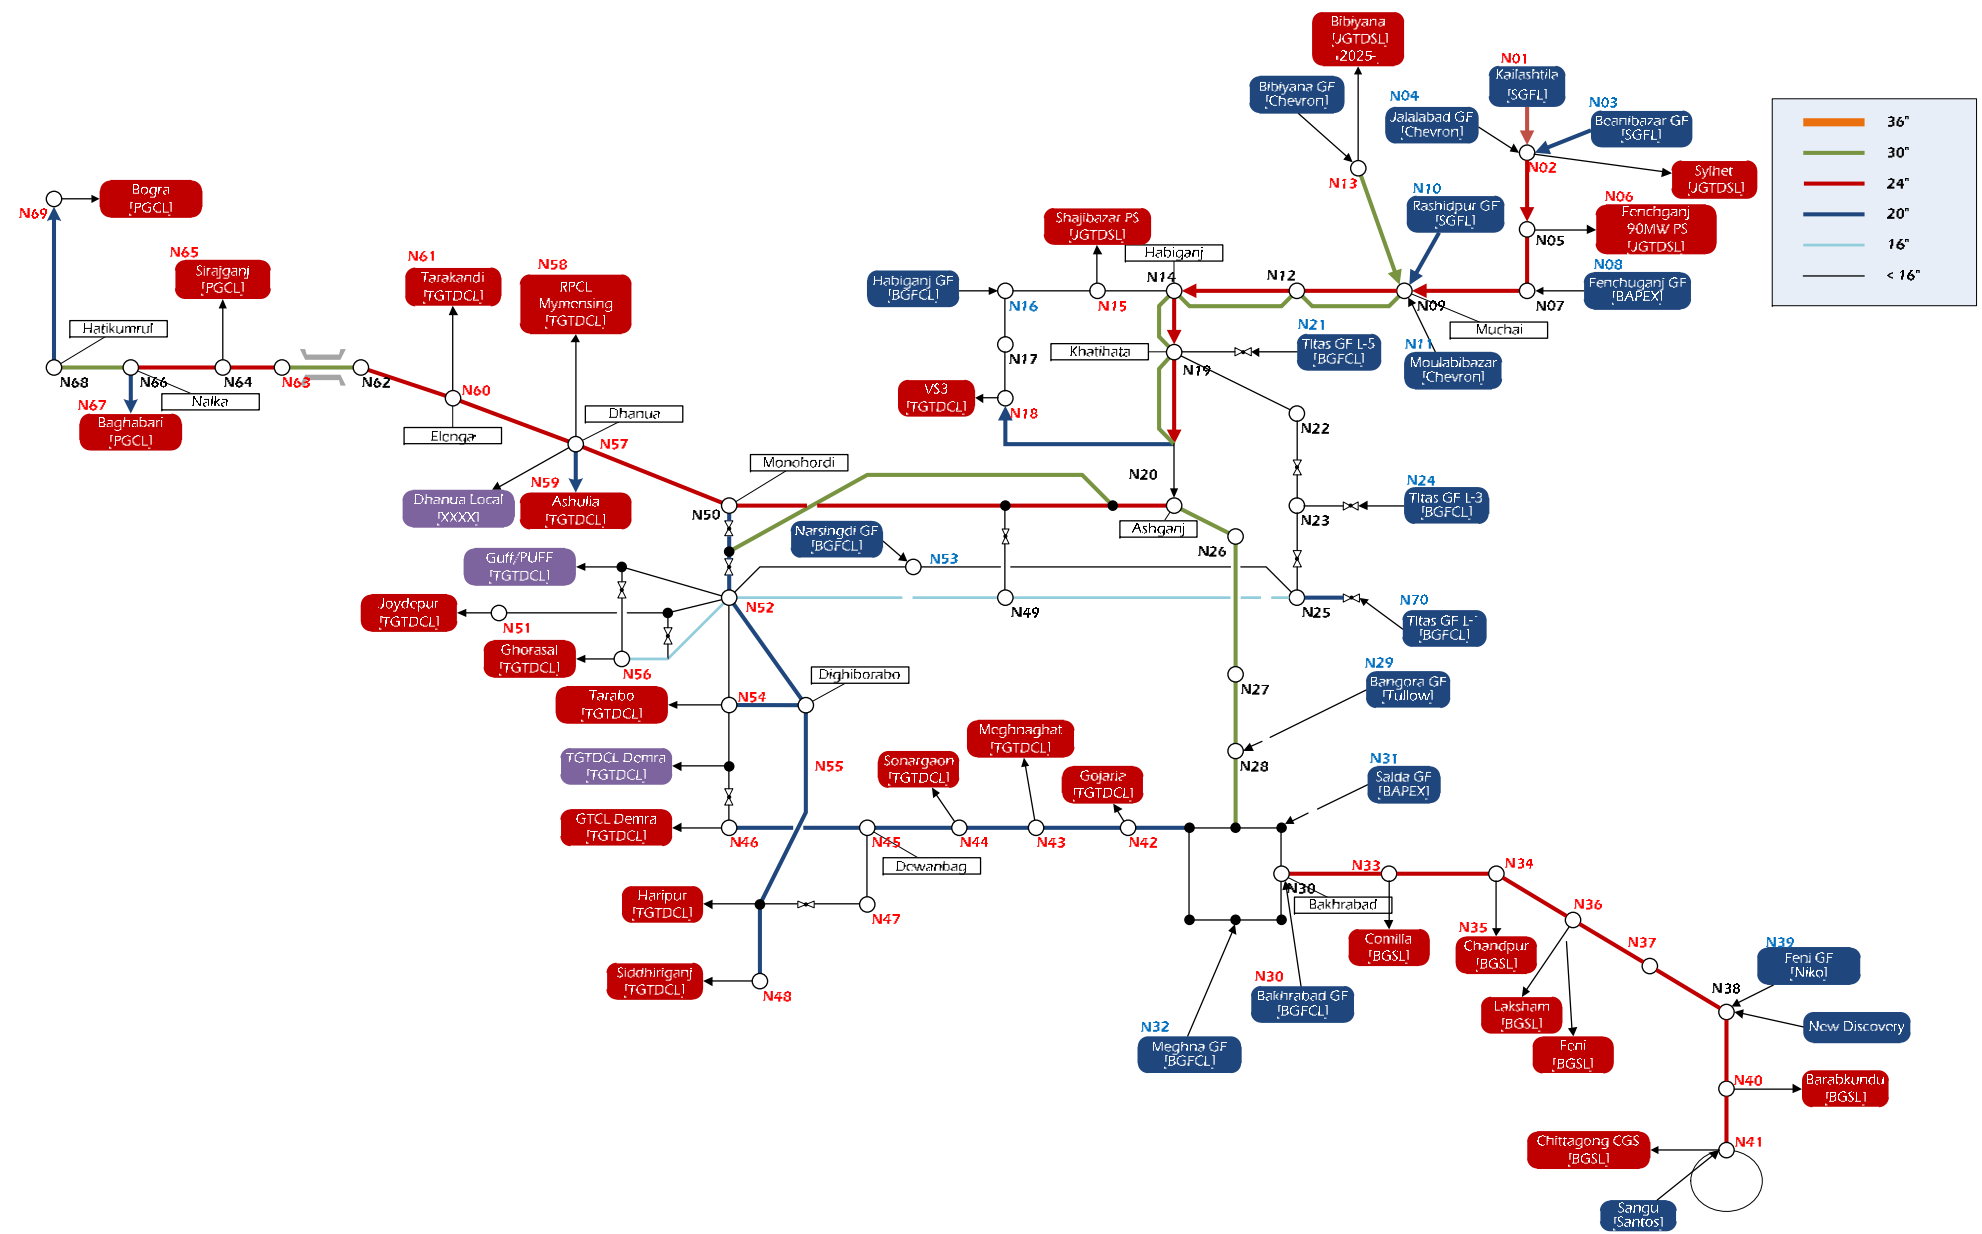 Bibiyana
[JGTDSL]
-2025-
N01
Kailashtila
[SGFL]
Bibiyana GF
[Chevron]
N04
Jalalabad GF
[Chevron]
N03
Beanibazar GF
[SGFL]
36"
30"
24"
20"
16"
< 16"
N02
Sylhet
[JGTDSL]
N13
N10
Rashidpur GF
[SGFL]
N06
Fenchganj
90MW PS
[JGTDSL]
N05
Bogra
[PGCL]
N69
Shajibazar PS
[JGTDSL]
Habiganj
N65
Sirajganj
[PGCL]
N61
Tarakandi
[TGTDCL]
N58
RPCL
Mymensing
[TGTDCL]
Habiganj GF
[BGFCL]
N16
N15
N14
N12
N09
N07
N08
Fenchuganj GF
[BAPEX]
Muchai
Hatikumrul
N21
Titas GF L-5
[BGFCL]
N11
Moulabibazar
[Chevron]
Khatihata
N17
N19
N68
N66
N64
N63
N62
N60
Nalka
N67
Baghabari
[PGCL]
VS3
[TGTDCL]
N18
Dhanua
Elenga
N57
N22
Monohordi
N20
N59
Dhanua Local
[XXXX]
Ashulia
[TGTDCL]
N24
Titas GF L-3
[BGFCL]
N50
N23
Ashganj
Narsingdi GF
[BGFCL]
N26
Guff/PUFF
[TGTDCL]
N53
Joydepur
[TGTDCL]
N51
N52
N49
N25
N70
Titas GF L-
[BGFCL]
Ghorasal
[TGTDCL]
N56
Dighiborabo
N29
Bangora GF
[Tullow]
N27
Tarabo
[TGTDCL]
N54
Meghnaghat
[TGTDCL]
TGTDCL Demra
[TGTDCL]
N55
Sonargaon
[TGTDCL]
Gojaria
[TGTDCL]
N28
N31
Salda GF
[BAPEX]
GTCL Demra
[TGTDCL]
N46
N45
N44
N43
N42
Dewanbag
N33
N34
N30
Bakhrabad
Haripur
[TGTDCL]
N47
N36
Comilla
[BGSL]
N35
Chandpur
[BGSL]
N37
N39
Feni GF
[Niko]
Siddhirganj
[TGTDCL]
N48
N30
Bakhrabad GF
[BGFCL]
N38
Laksham
[BGSL]
New Discovery
N32
Meghna GF
[BGFCL]
Feni
[BGSL]
N40
Barabkundu
[BGSL]
Chittagong CGS
[BGSL]
N41
Sangu
[Santos]